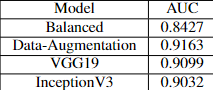 Model AUC
Balanced 0.8427
Data-Augmentation 0.9163
VGG19 0.9099
InceptionV3 0.9032